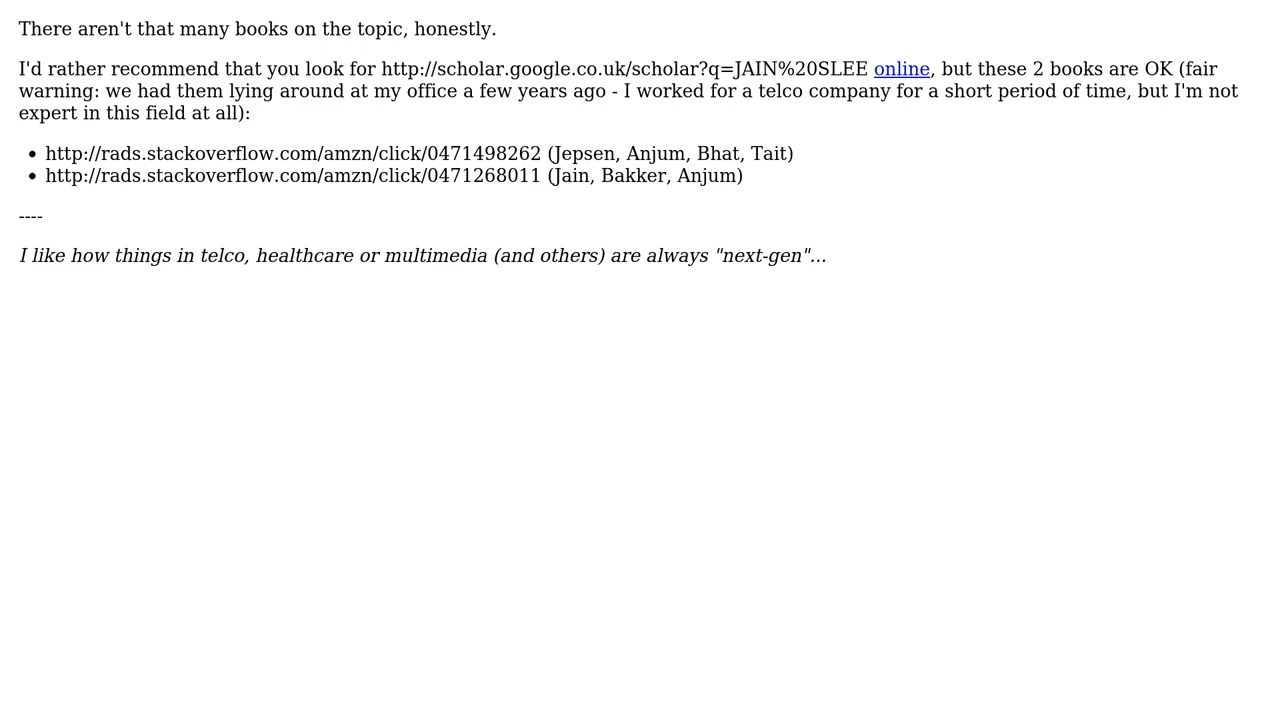 There aren't that many books on the topic, honestly.
I'd rather recommend that you look for http://scholar.google.co.uk/scholar?q=JAIN%20SLEE online, but these 2 books are OK (fair
warning: we had them lying around at my office a few years ago - I worked for a telco company for a short period of time, but I'm not
expert in this field at all):
• http://rads.stackoverflow.com/amzn/click/0471498262 (Jepsen, Anjum, Bhat, Tait)
• http://rads.stackoverflow.com/amzn/click/0471268011 (Jain, Bakker, Anjum)
----
I like how things in telco, healthcare or multimedia (and others) are always "next-gen"...